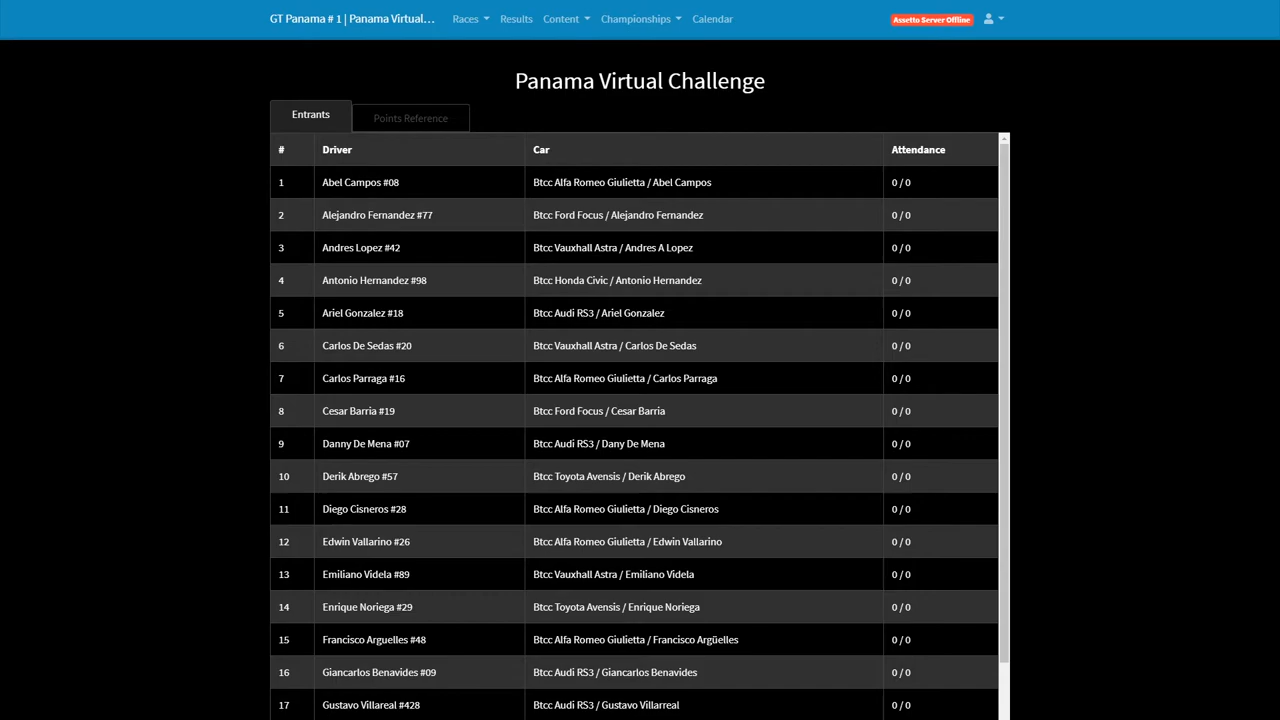 GT Panama # 1 | Panama Virtual... Races Results Content Championships Calendar Assetto Server Offline
Panama Virtual Challenge
Entrants Points Reference
# Driver Car Attendance
1 Abel Campos #08 Btcc Alfa Romeo Giulietta / Abel Campos 0 / 0
2 Alejandro Fernandez #77 Btcc Ford Focus / Alejandro Fernandez 0 / 0
3 Andres Lopez #42 Btcc Vauxhall Astra / Andres A Lopez 0 / 0
4 Antonio Hernandez #98 Btcc Honda Civic / Antonio Hernandez 0 / 0
5 Ariel Gonzalez #18 Btcc Audi RS3 / Ariel Gonzalez 0 / 0
6 Carlos De Sedas #20 Btcc Vauxhall Astra / Carlos De Sedas 0 / 0
7 Carlos Parraga #16 Btcc Alfa Romeo Giulietta / Carlos Parraga 0 / 0
8 Cesar Barria #19 Btcc Ford Focus / Cesar Barria 0 / 0
9 Danny De Mena #07 Btcc Audi RS3 / Dany De Mena 0 / 0
10 Derik Abrego #57 Btcc Toyota Avensis / Derik Abrego 0 / 0
11 Diego Cisneros #28 Btcc Alfa Romeo Giulietta / Diego Cisneros 0 / 0
12 Edwin Vallarino #26 Btcc Alfa Romeo Giulietta / Edwin Vallarino 0 / 0
13 Emiliano Videla #89 Btcc Vauxhall Astra / Emiliano Videla 0 / 0
14 Enrique Noriega #29 Btcc Toyota Avensis / Enrique Noriega 0 / 0
15 Francisco Arguelles #48 Btcc Alfa Romeo Giulietta / Francisco Argüelles 0 / 0
16 Giancarlos Benavides #09 Btcc Audi RS3 / Giancarlos Benavides 0 / 0
17 Gustavo Villareal #428 Btcc Audi RS3 / Gustavo Villarreal 0 / 0